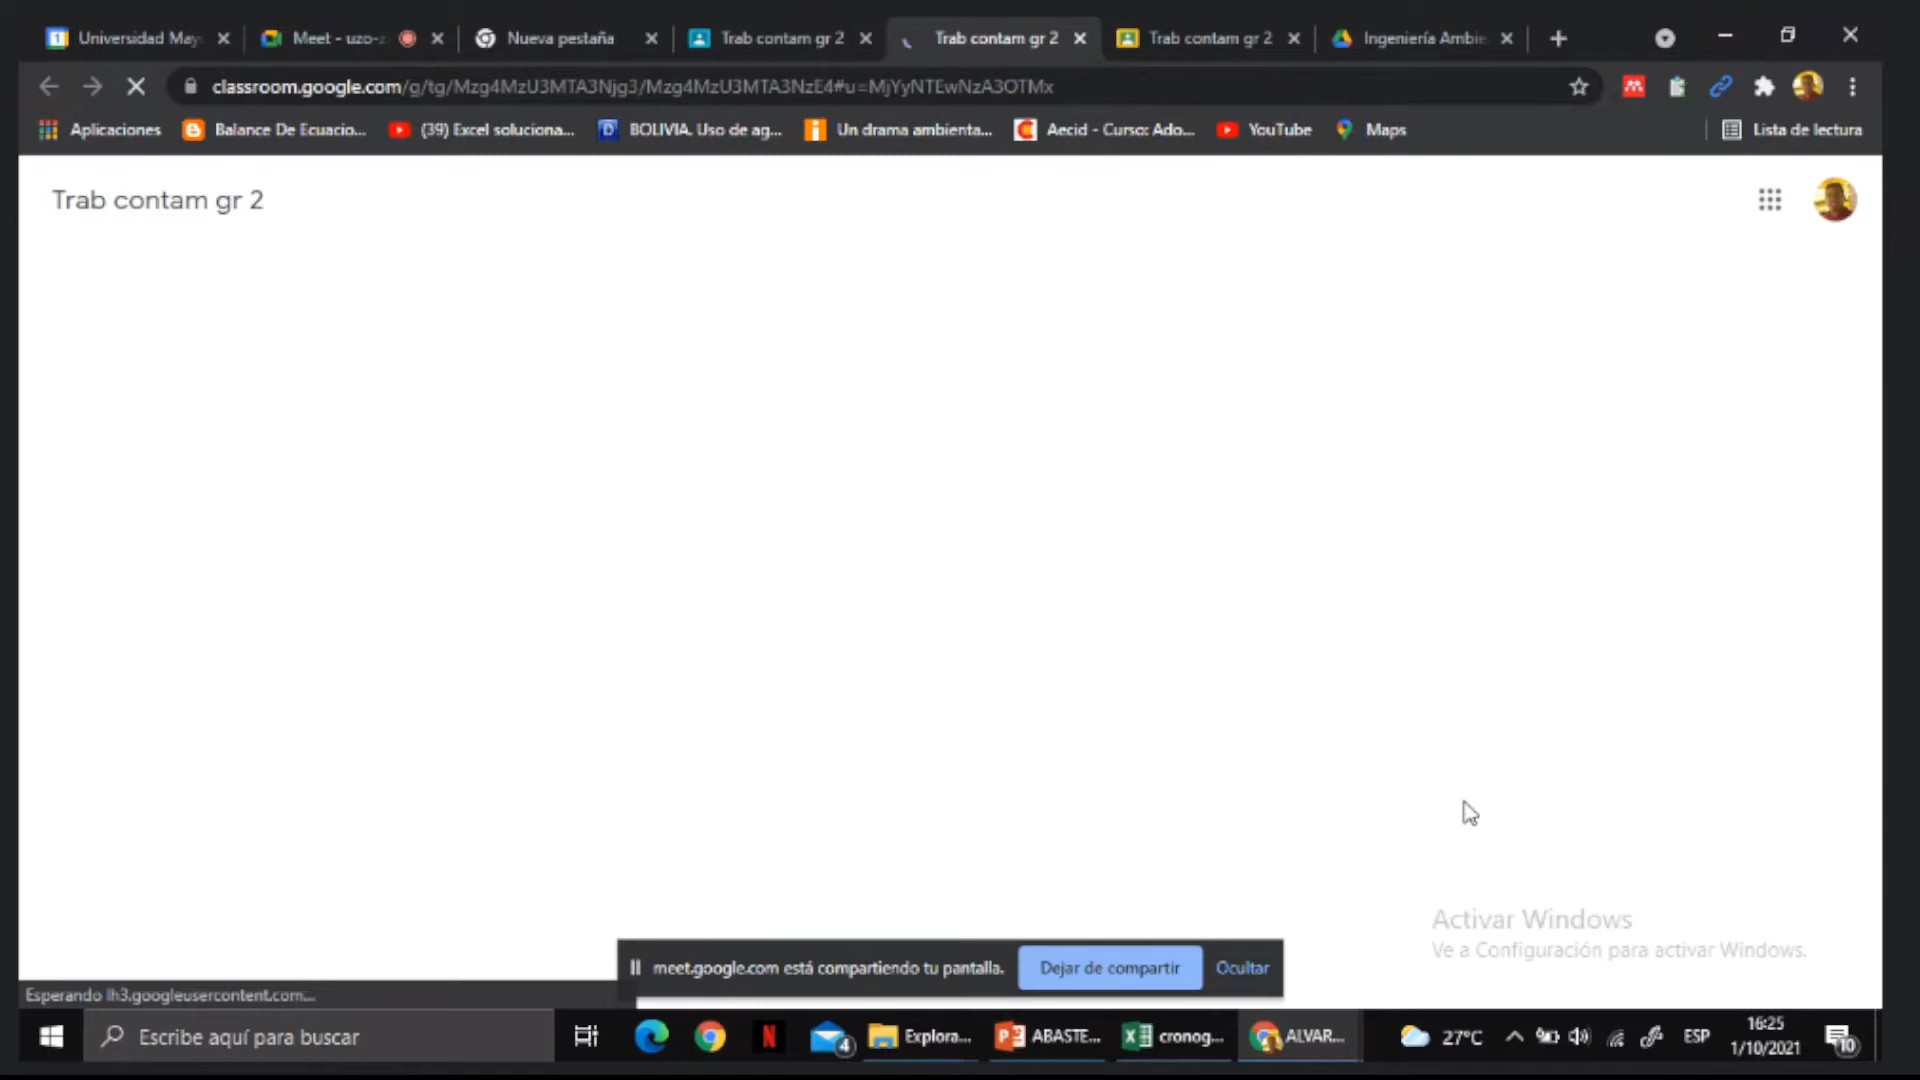 Universidad May
Meet - uzo-z
Nueva pestaña
Trab contam gr 2
Trab contam gr 2
Trab contam gr 2
Ingeniería Ambie
classroom.google.com/g/tg/Mzg4MzU3MTA3Njg3/Mzg4MzU3MTA3NzE4#u=MjYyNTEwNzA3OTMx
Aplicaciones
Balance De Ecuacio...
(39) Excel soluciona...
BOLIVIA. Uso de ag...
Un drama ambienta...
Aecid - Curso: Ado...
YouTube
Maps
Lista de lectura
Trab contam gr 2
Activar Windows
Ve a Configuración para activar Windows.
meet.google.com está compartiendo tu pantalla.
Dejar de compartir
Ocultar
Esperando lh3.googleusercontent.com...
Escribe aquí para buscar
4
Explora...
ABASTE...
cronog...
ALVAR...
27°C
ESP
16:25
1/10/2021
10